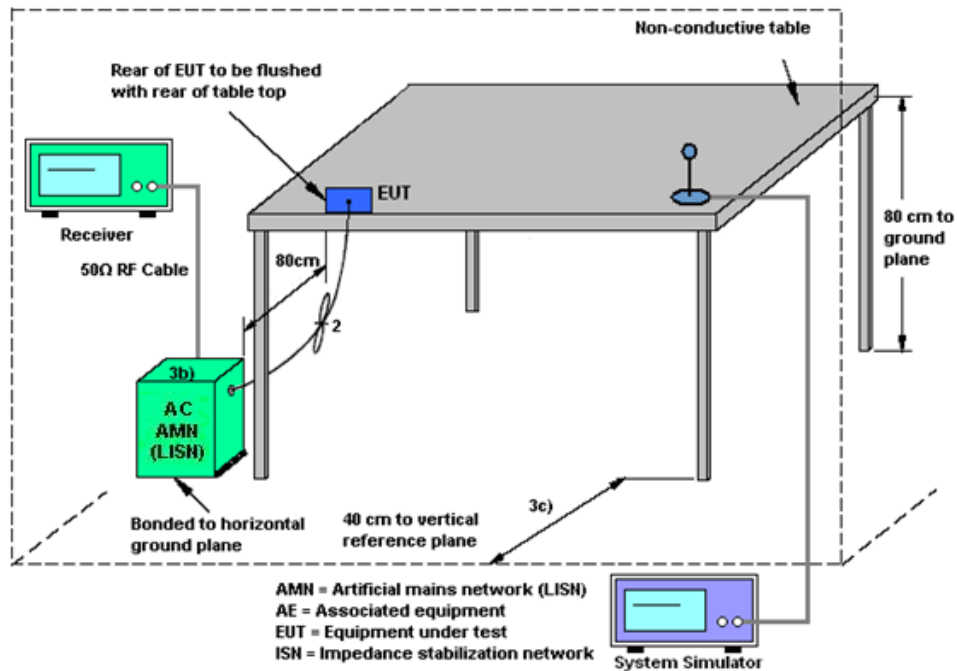 Non-conductive table
Rear of EUT to be flushed
with rear of table top
EUT
Receiver
80cm
80 cm to
ground
plane
50Ω RF Cable
2
3b)
AC
AMN
(LISN)
3c)
Bonded to horizontal
ground plane
40 cm to vertical
reference plane
AMN = Artificial mains network (LISN)
AE = Associated equipment
EUT = Equipment under test
ISN = Impedance stabilization network
System Simulator